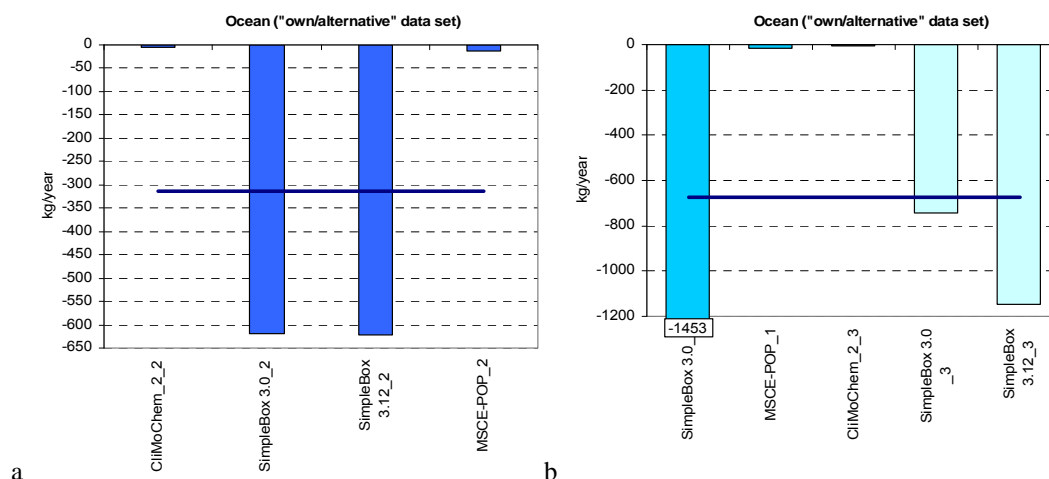 Ocean ("own/alternative" data set)
0
-50
-100
-150
-200
-250
-300
-350
-400
-450
-500
-550
-600
-650
kg/year
CliMoChem_2_2
SimpleBox 3.0_2
SimpleBox
3.12_2
MSCE-POP_2
a
Ocean ("own/alternative" data set)
0
-200
-400
-600
-800
-1000
-1200
kg/year
-1453
SimpleBox 3.0_
MSCE-POP_1
CliMoChem_2_3
SimpleBox 3.0
_3
SimpleBox
3.12_3
b